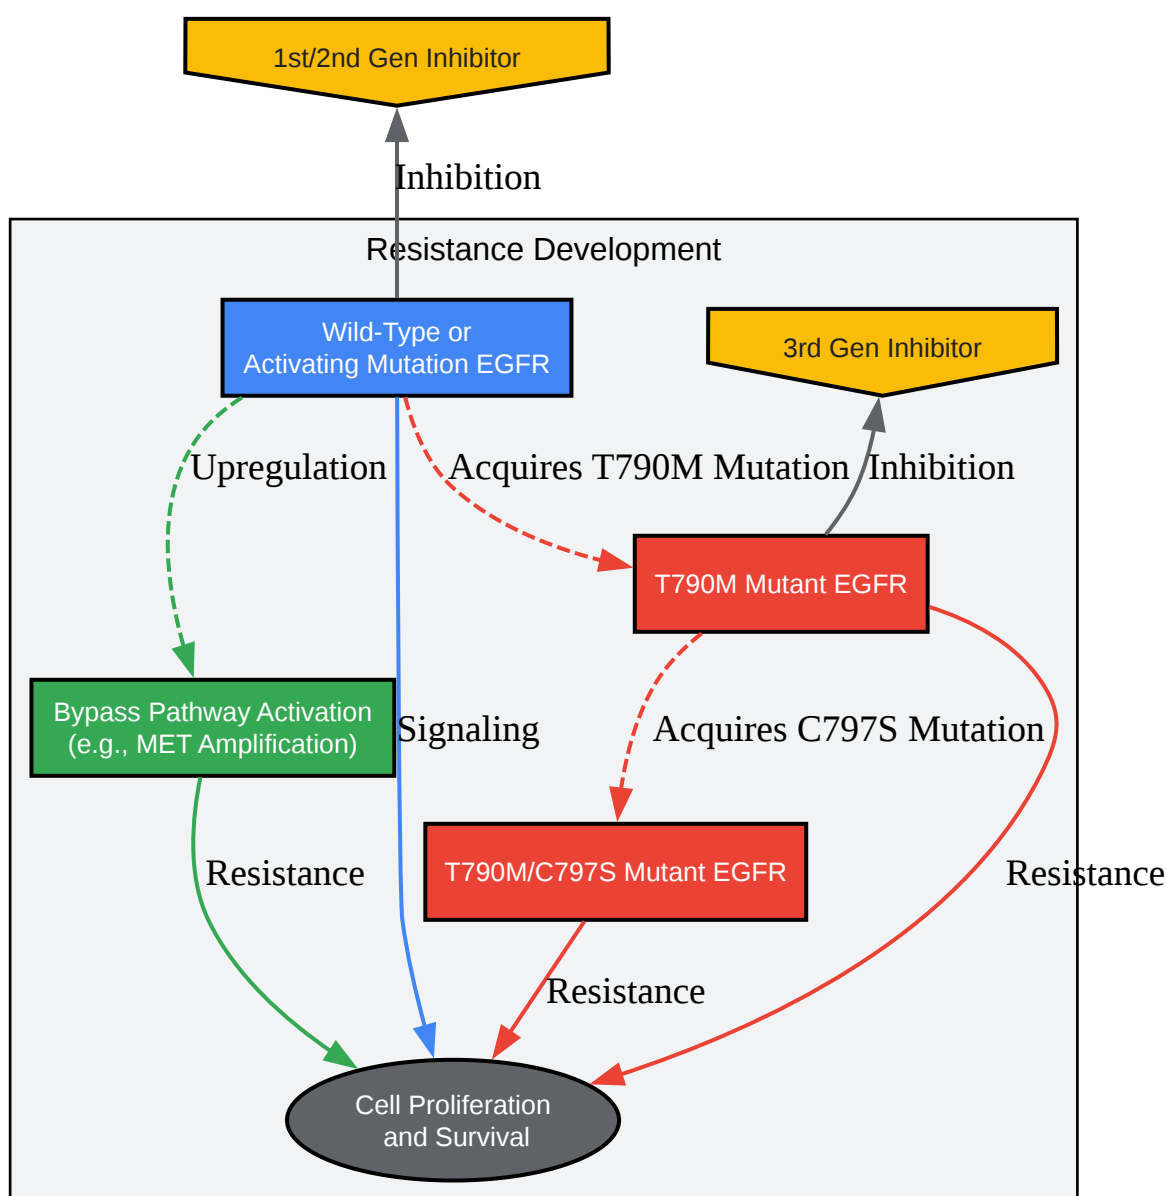 1st/2nd Gen Inhibitor
Inhibition
Resistance Development
Wild-Type or
Activating Mutation EGFR
3rd Gen Inhibitor
Upregulation
Acquires T790M Mutation
Inhibition
T790M Mutant EGFR
Bypass Pathway Activation
(e.g., MET Amplification)
Signaling
Acquires C797S Mutation
Resistance
T790M/C797S Mutant EGFR
Resistance
Resistance
Cell Proliferation
and Survival